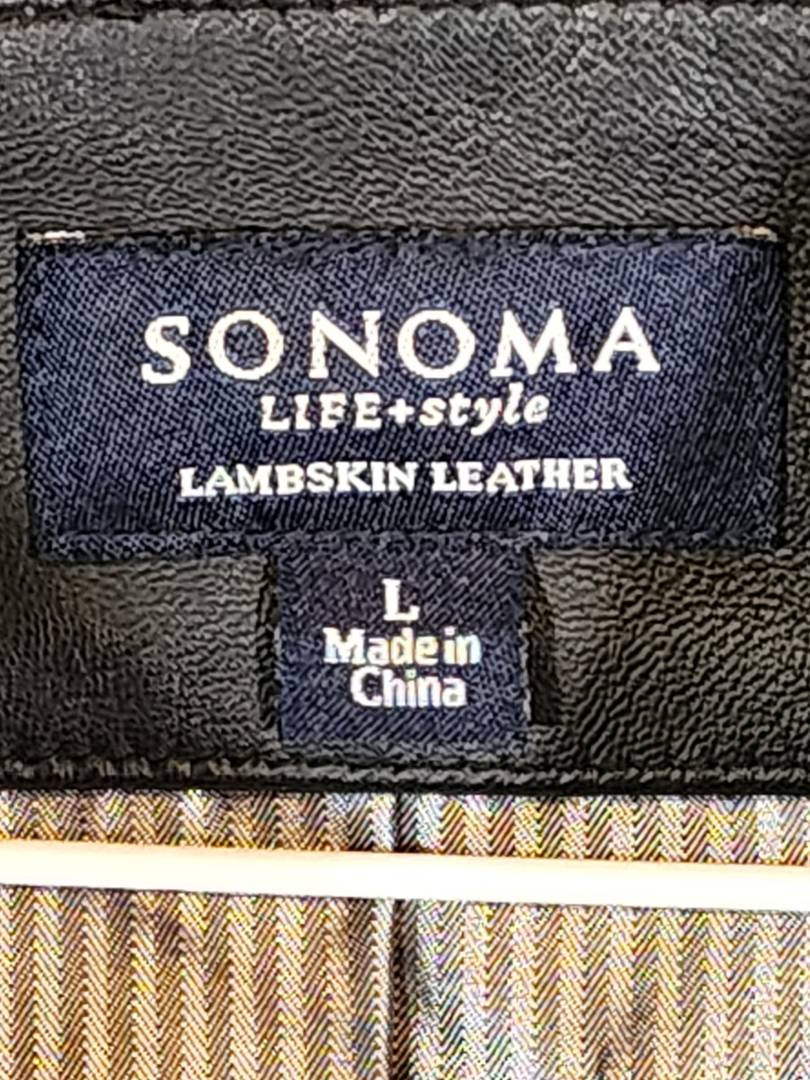 SONOMA
LIFE+style
LAMBSKIN LEATHER
L
Made in
China